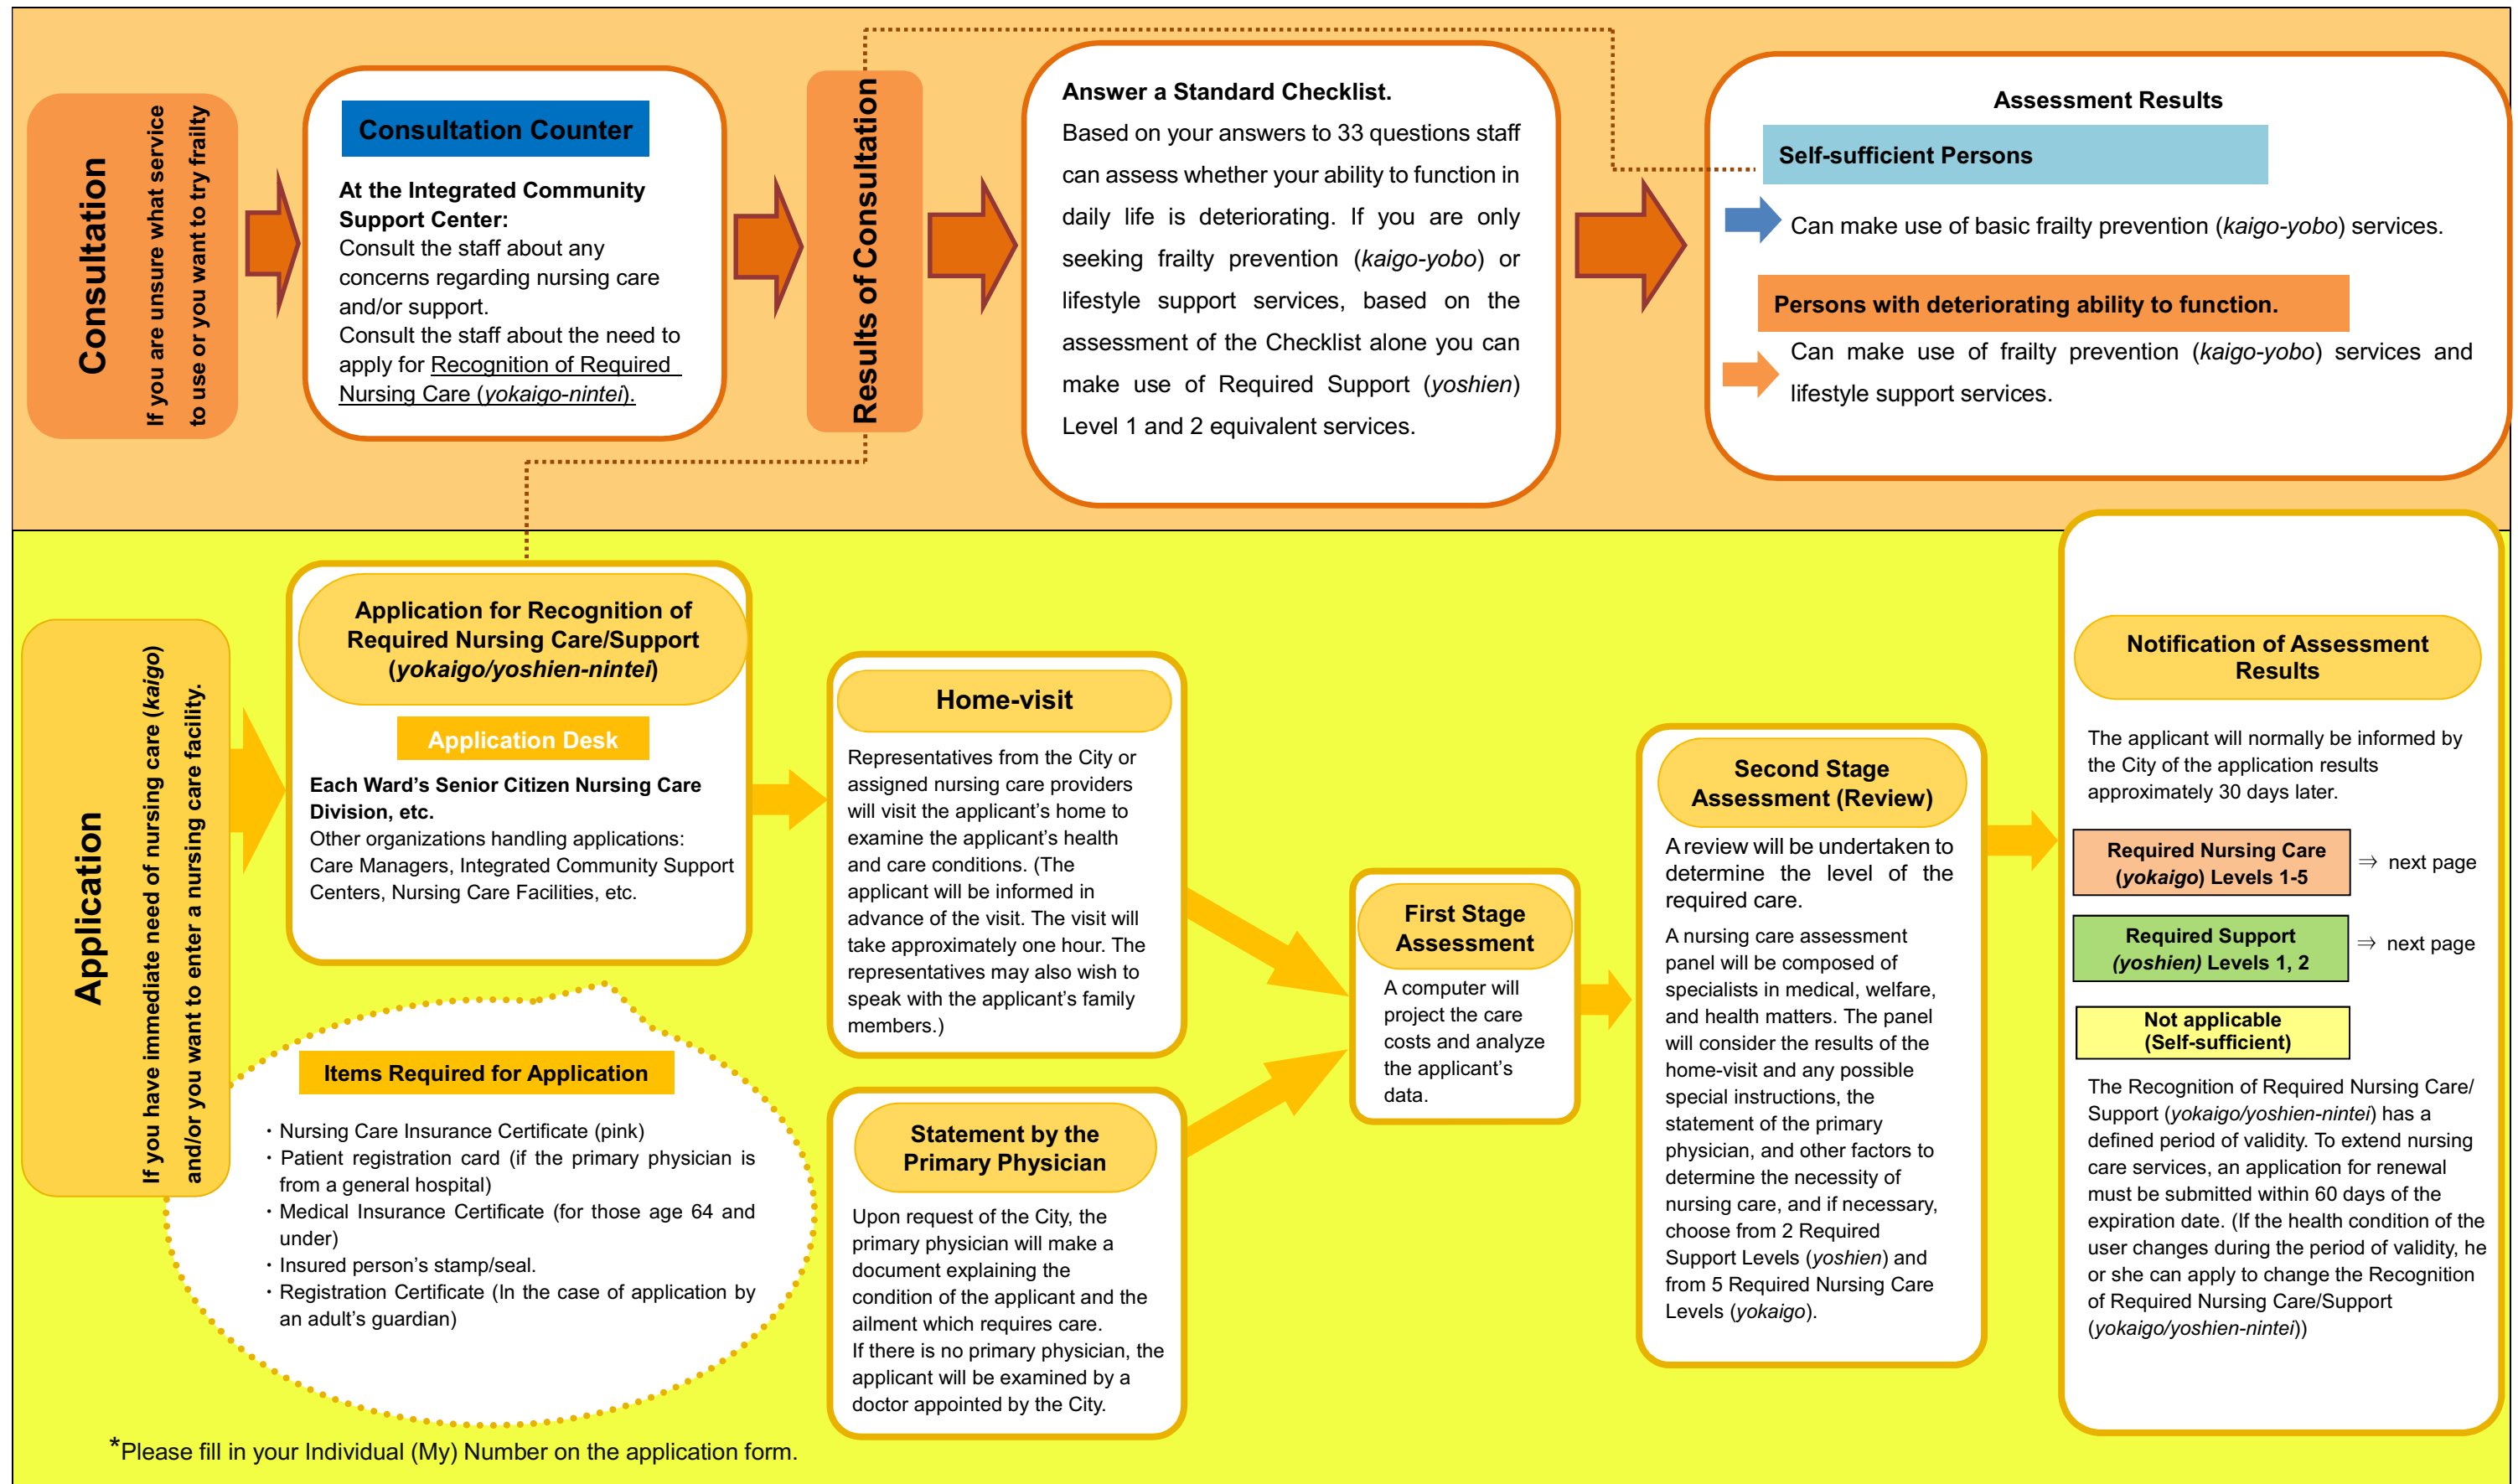 Consultation
If you are unsure what service
to use or you want to try frailty
Consultation Counter
At the Integrated Community
Support Center:
Consult the staff about any
concerns regarding nursing care
and/or support.
Consult the staff about the need to
apply for Recognition of Required
Nursing Care (yokaigo-nintei).
Results of Consultation
Answer a Standard Checklist.
Based on your answers to 33 questions staff
can assess whether your ability to function in
daily life is deteriorating. If you are only
seeking frailty prevention (kaigo-yobo) or
lifestyle support services, based on the
assessment of the Checklist alone you can
make use of Required Support (yoshien)
Level 1 and 2 equivalent services.
Assessment Results
Self-sufficient Persons
Can make use of basic frailty prevention (kaigo-yobo) services.
Persons with deteriorating ability to function.
Can make use of frailty prevention (kaigo-yobo) services and
lifestyle support services.
Application
If you have immediate need of nursing care (kaigo)
and/or you want to enter a nursing care facility.
Application for Recognition of
Required Nursing Care/Support
(yokaigo/yoshien-nintei)
Application Desk
Each Ward's Senior Citizen Nursing Care
Division, etc.
Other organizations handling applications:
Care Managers, Integrated Community Support
Centers, Nursing Care Facilities, etc.
Items Required for Application
・Nursing Care Insurance Certificate (pink)
・Patient registration card (if the primary physician is
from a general hospital)
・Medical Insurance Certificate (for those age 64 and
under)
・Insured person's stamp/seal.
・Registration Certificate (In the case of application by
an adult's guardian)
*Please fill in your Individual (My) Number on the application form.
Home-visit
Representatives from the City or
assigned nursing care providers
will visit the applicant's home to
examine the applicant's health
and care conditions. (The
applicant will be informed in
advance of the visit. The visit will
take approximately one hour. The
representatives may also wish to
speak with the applicant's family
members.)
Statement by the
Primary Physician
Upon request of the City, the
primary physician will make a
document explaining the
condition of the applicant and the
ailment which requires care.
If there is no primary physician, the
applicant will be examined by a
doctor appointed by the City.
First Stage
Assessment
A computer will
project the care
costs and analyze
the applicant's
data.
Second Stage
Assessment (Review)
A review will be undertaken to
determine the level of the
required care.
A nursing care assessment
panel will be composed of
specialists in medical, welfare,
and health matters. The panel
will consider the results of the
home-visit and any possible
special instructions, the
statement of the primary
physician, and other factors to
determine the necessity of
nursing care, and if necessary,
choose from 2 Required
Support Levels (yoshien) and
from 5 Required Nursing Care
Levels (yokaigo).
Notification of Assessment
Results
The applicant will normally be informed by
the City of the application results
approximately 30 days later.
Required Nursing Care
(yokaigo) Levels 1-5
⇒ next page
Required Support
(yoshien) Levels 1, 2
⇒ next page
Not applicable
(Self-sufficient)
The Recognition of Required Nursing Care/
Support (yokaigo/yoshien-nintei) has a
defined period of validity. To extend nursing
care services, an application for renewal
must be submitted within 60 days of the
expiration date. (If the health condition of the
user changes during the period of validity, he
or she can apply to change the Recognition
of Required Nursing Care/Support
(yokaigo/yoshien-nintei))